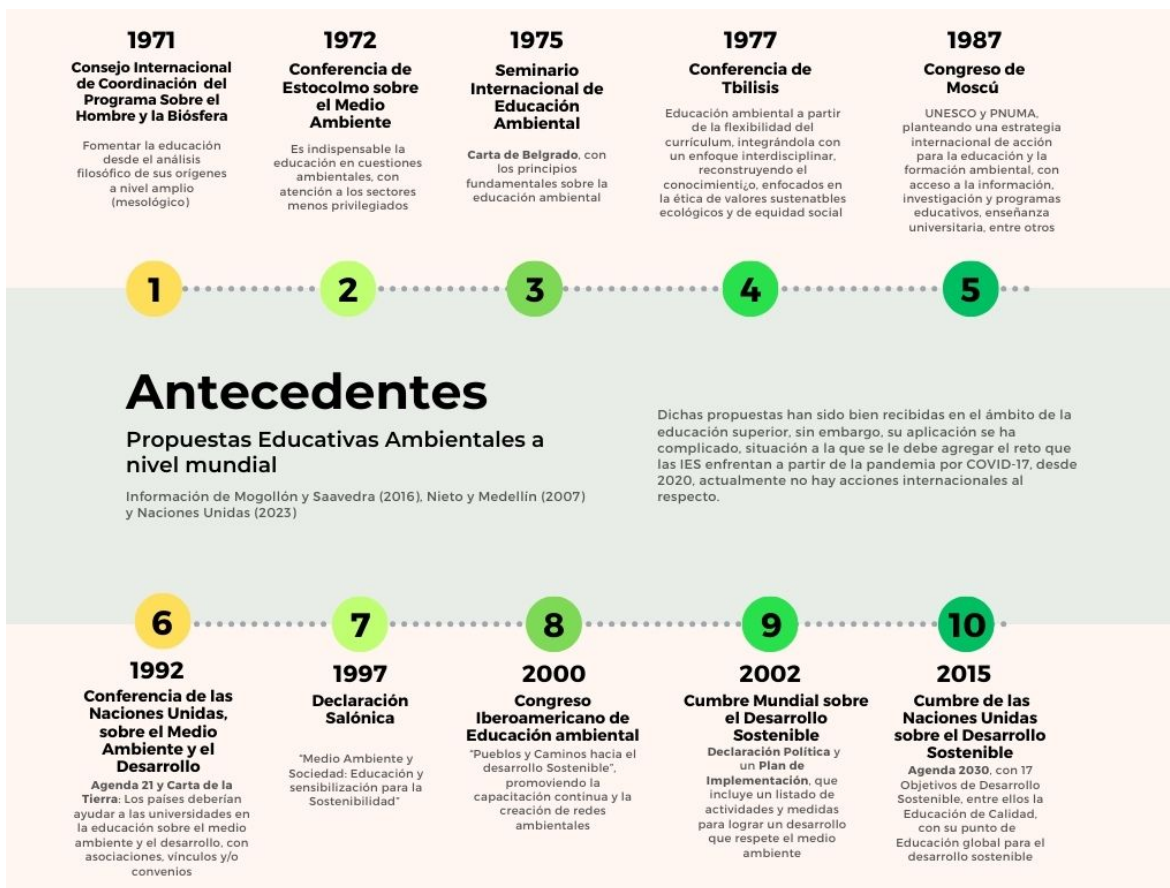 1971
Consejo Internacional
de Coordinación del
Programa Sobre el
Hombre y la Biósfera
Fomentar la educación
desde el análisis
filosófico de sus orígenes
a nivel amplio
(mesológico)
1972
Conferencia de
Estocolmo sobre
el Medio
Ambiente
Es indispensable la
educación en cuestiones
ambientales, con
atención a los sectores
menos privilegiados
1975
Seminario
Internacional de
Educación
Ambiental
Carta de Belgrado, con
los principios
fundamentales sobre la
educación ambiental
1977
Conferencia de
Tbilisis
Educación ambiental a partir
de la flexibilidad del
currículum, integrándola con
un enfoque interdisciplinar,
reconstruyendo el
conocimienti¿o, enfocados en
la ética de valores sustenatbles
ecológicos y de equidad social
1987
Congreso de
Moscú
UNESCO y PNUMA,
planteando una estrategia
internacional de acción
para la educación y la
formación ambiental, con
acceso a la información,
investigación y programas
educativos, enseñanza
universitaria, entre otros
1
2
3
4
5
Antecedentes
Propuestas Educativas Ambientales a
nivel mundial
Información de Mogollón y Saavedra (2016), Nieto y Medellín (2007)
y Naciones Unidas (2023)
Dichas propuestas han sido bien recibidas en el ámbito de la
educación superior, sin embargo, su aplicación se ha
complicado, situación a la que se le debe agregar el reto que
las IES enfrentan a partir de la pandemia por COVID-17, desde
2020, actualmente no hay acciones internacionales al
respecto.
6
7
8
9
10
1992
Conferencia de las
Naciones Unidas,
sobre el Medio
Ambiente y el
Desarrollo
Agenda 21 y Carta de la
Tierra: Los países deberían
ayudar a las universidades en
la educación sobre el medio
ambiente y el desarrollo, con
asociaciones, vínculos y/o
convenios
1997
Declaración
Salónica
"Medio Ambiente y
Sociedad: Educación y
sensibilización para la
Sostenibilidad"
2000
Congreso
Iberoamericano de
Educación ambiental
"Pueblos y Caminos hacia el
desarrollo Sostenible",
promoviendo la
capacitación continua y la
creación de redes
ambientales
2002
Cumbre Mundial sobre
el Desarrollo
Sostenible
Declaración Política y
un Plan de
Implementación, que
incluye un listado de
actividades y medidas
para lograr un desarrollo
que respete el medio
ambiente
2015
Cumbre de las
Naciones Unidas
sobre el Desarrollo
Sostenible
Agenda 2030, con 17
Objetivos de Desarrollo
Sostenible, entre ellos la
Educación de Calidad,
con su punto de
Educación global para el
desarrollo sostenible